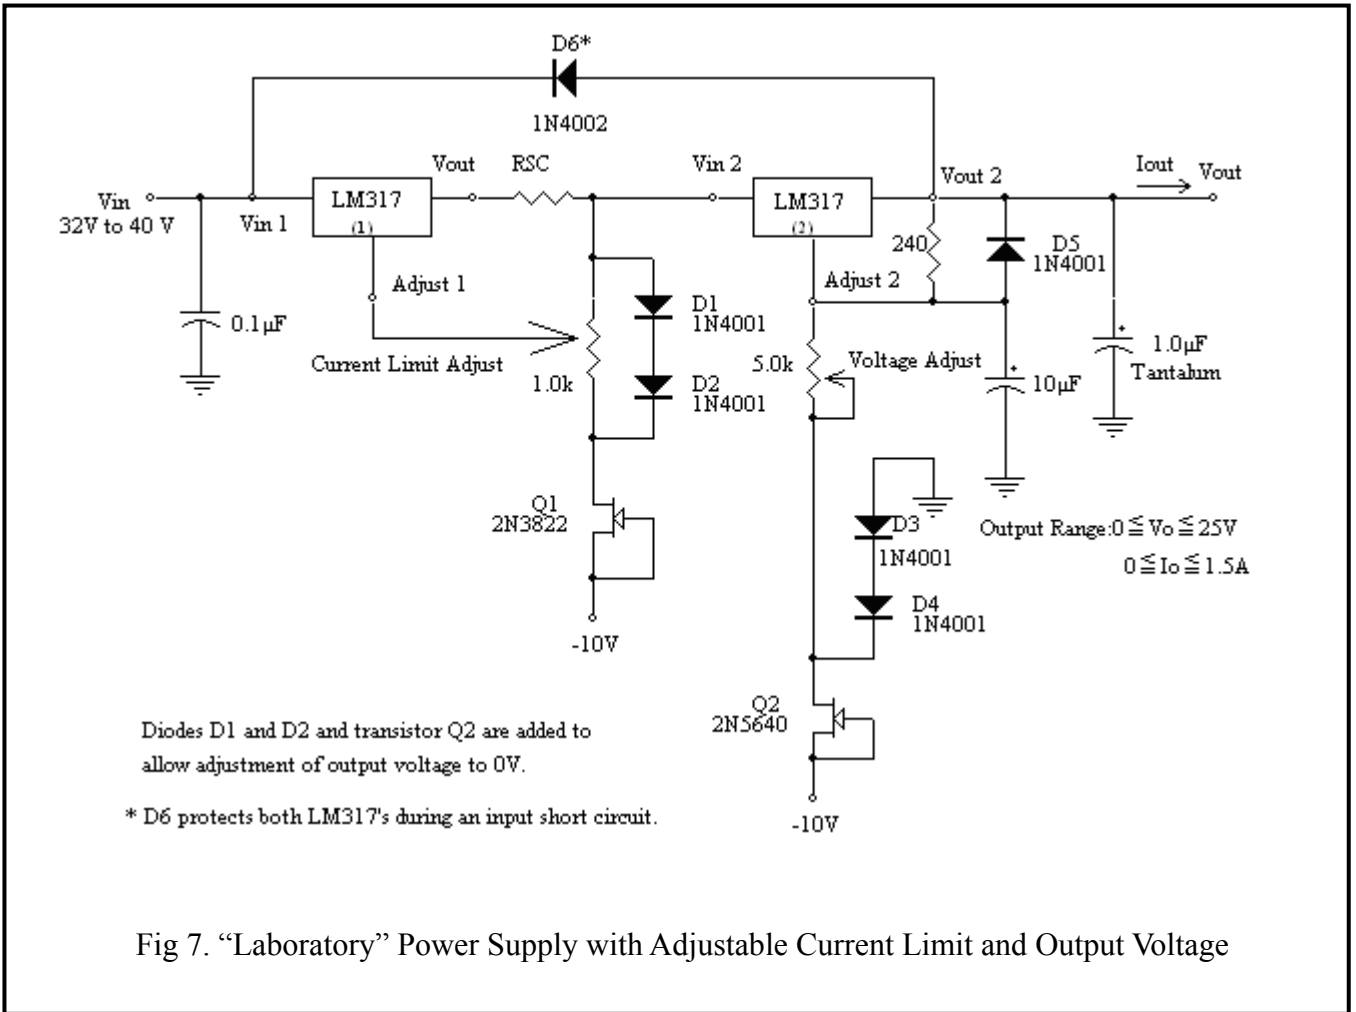 D6*
1N4002
Vin
32V to 40 V
Vin 1
LM317
(1)
Vout
RSC
Vin 2
LM317
(2)
Vout 2
Iout
Vout
Adjust 1
0.1μF
Current Limit Adjust
1.0k
D1
1N4001
D2
1N4001
240
D5
1N4001
Adjust 2
5.0k
Voltage Adjust
+
10μF
+
1.0μF
Tantalum
Q1
2N3822
-10V
D3
1N4001
D4
1N4001
Output Range:0≦Vo≦25V
0≦Io≦1.5A
Q2
2N5640
-10V
Diodes D1 and D2 and transistor Q2 are added to
allow adjustment of output voltage to 0V.
* D6 protects both LM317's during an input short circuit.
Fig 7. “Laboratory” Power Supply with Adjustable Current Limit and Output Voltage